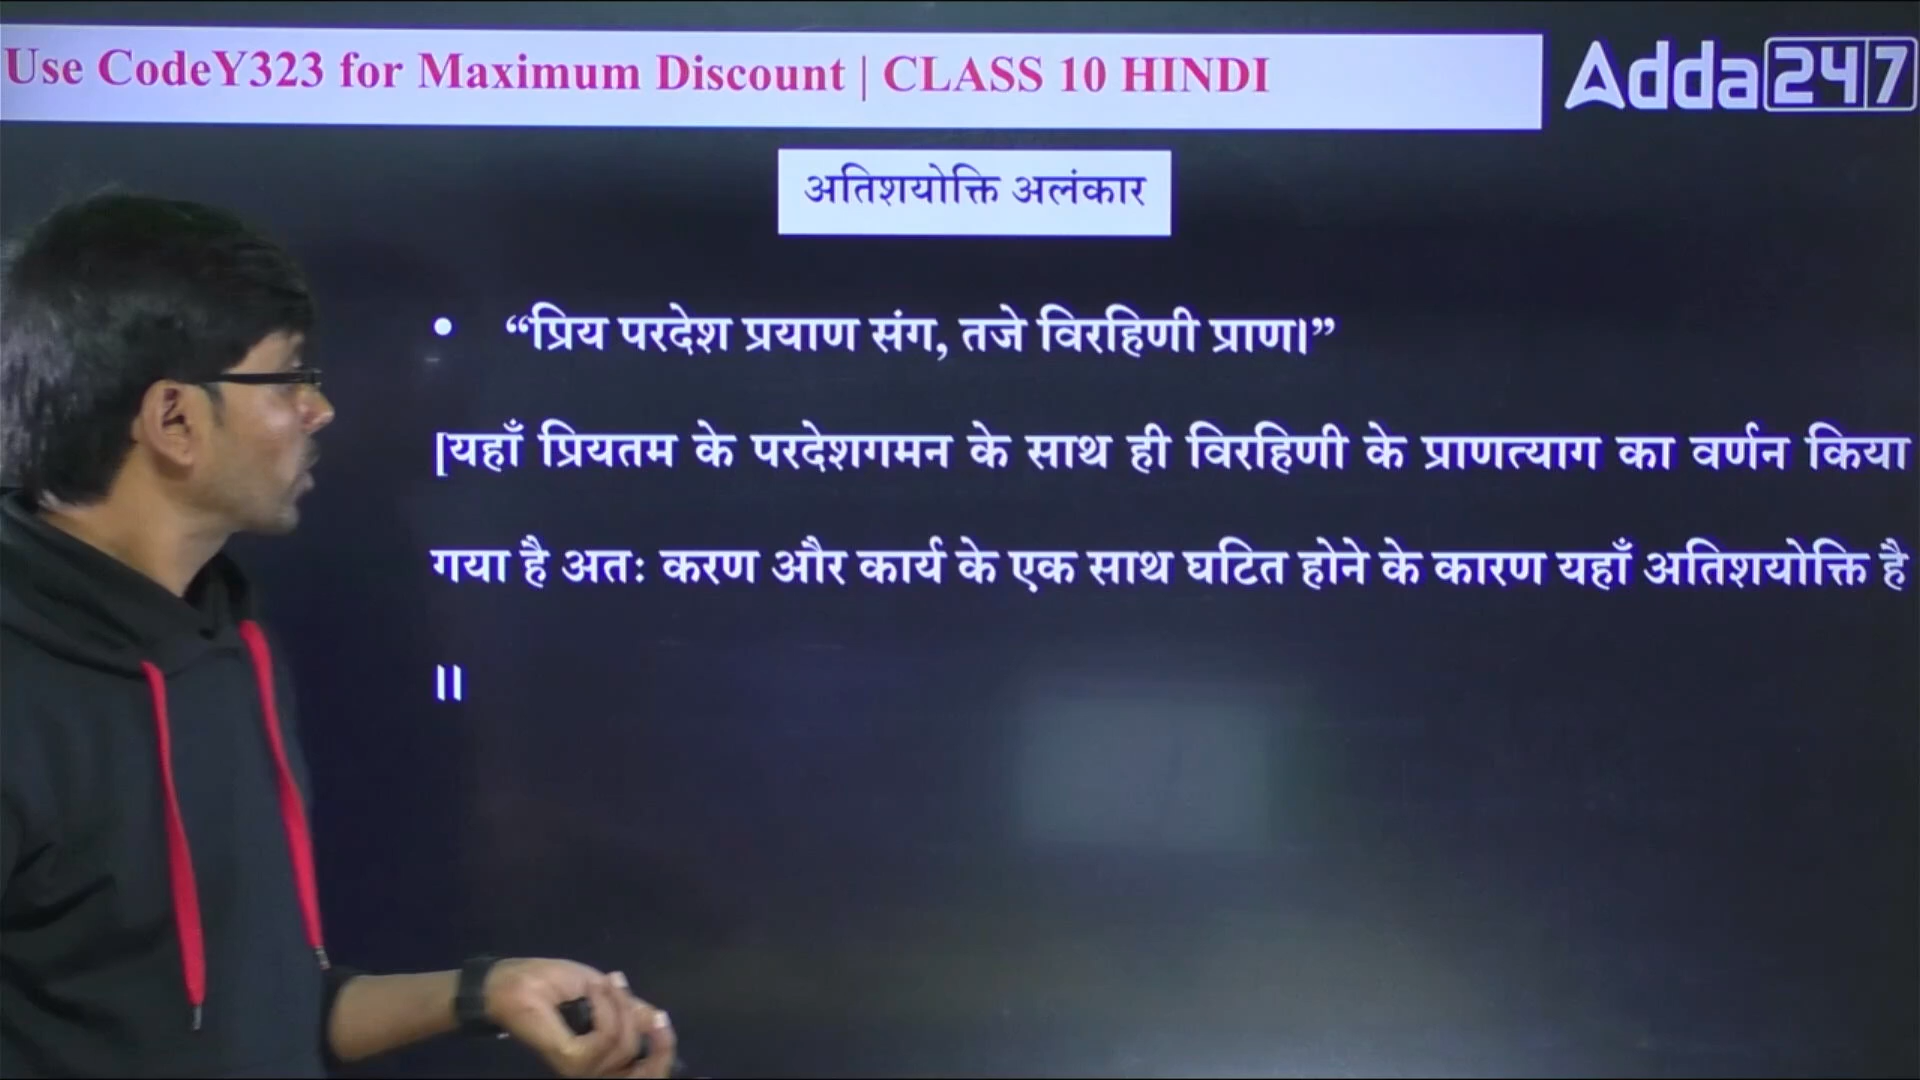 Use CodeY323 for Maximum Discount | CLASS 10 HINDI
Adda247
अतिशयोक्ति अलंकार
• “प्रिय परदेश प्रयाण संग, तजे विरहिणी प्राण।”
[यहाँ प्रियतम के परदेशगमन के साथ ही विरहिणी के प्राणत्याग का वर्णन किया
गया है अतः करण और कार्य के एक साथ घटित होने के कारण यहाँ अतिशयोक्ति है
।।